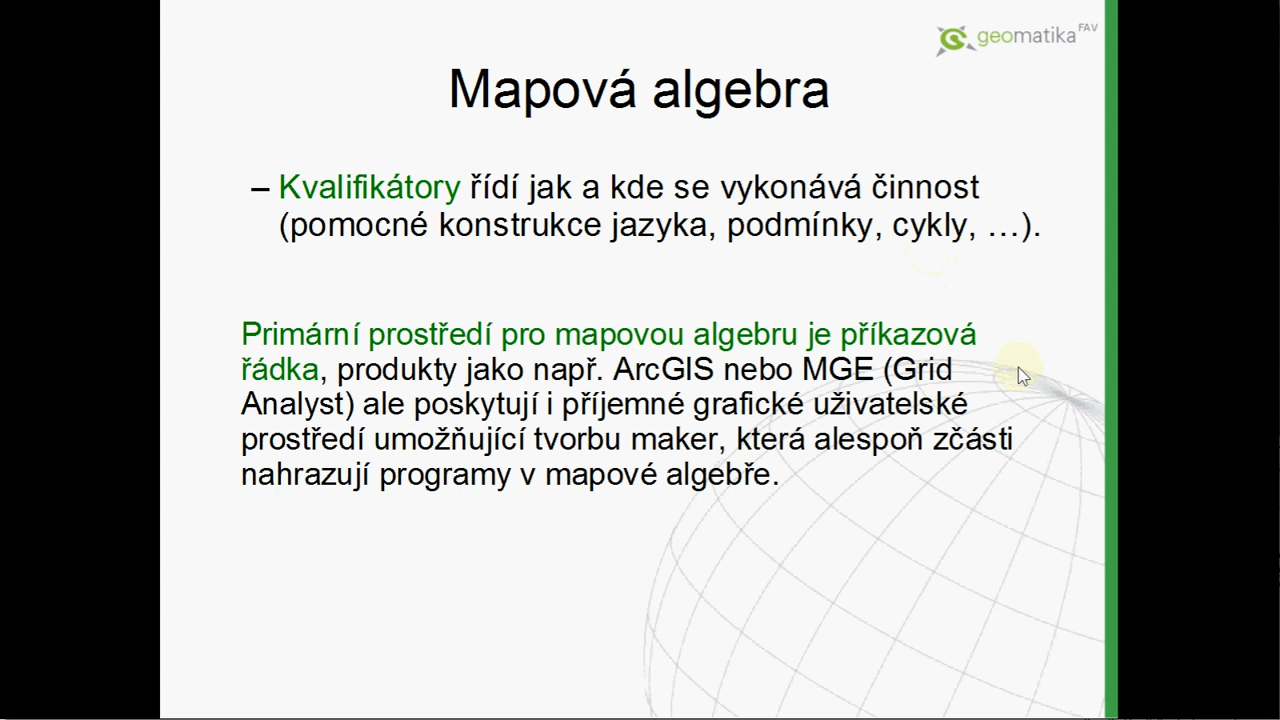 geomatika FAV
Mapová algebra
– Kvalifikátory řídí jak a kde se vykonává činnost
(pomocné konstrukce jazyka, podmínky, cykly, …).
Primární prostředí pro mapovou algebru je příkazová
řádka, produkty jako např. ArcGIS nebo MGE (Grid
Analyst) ale poskytují i příjemné grafické uživatelské
prostředí umožňující tvorbu maker, která alespoň zčásti
nahrazují programy v mapové algebře.